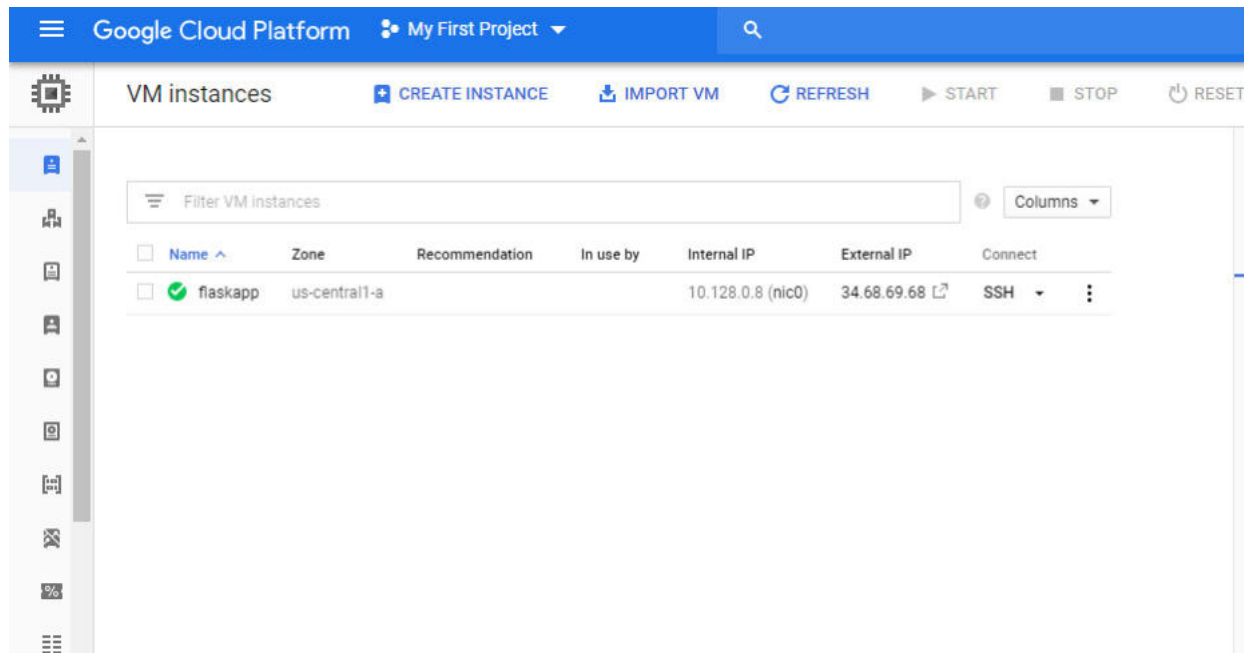 Google Cloud Platform My First Project
VM instances CREATE INSTANCE IMPORT VM REFRESH START STOP RESET
Filter VM instances Columns
Name Zone Recommendation In use by Internal IP External IP Connect
flaskapp us-central1-a 10.128.0.8 (nic0) 34.68.69.68 SSH
%